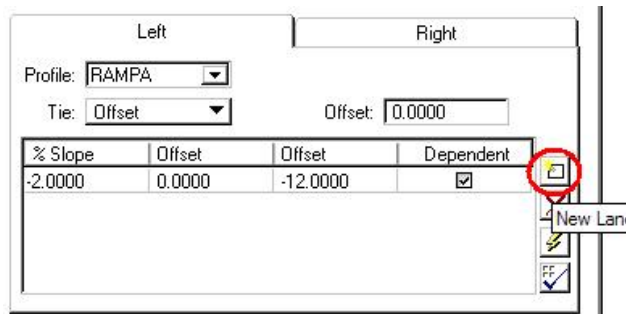 Left Right
Profile: RAMPA
Tie: Offset Offset: 0.0000
% Slope Offset Offset Dependent
-2.0000 0.0000 -12.0000
New Lan
FF